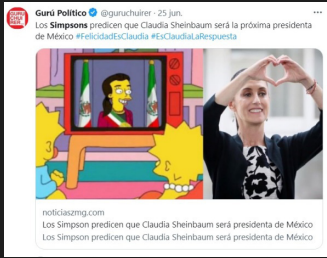 GURÚ
Gurú Político @guruchuirer · 25 jun.
Los Simpsons predicen que Claudia Sheinbaum será la próxima presidenta
de México #FelicidadEsClaudia #EsClaudiaLaRespuesta
noticiaszmg.com
Los Simpson predicen que Claudia Sheinbaum será presidenta de México
Los Simpson predicen que Claudia Sheinbaum será presidenta de México